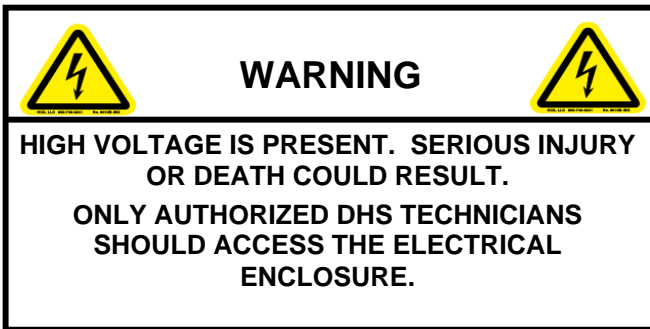 WARNING
HIGH VOLTAGE IS PRESENT.  SERIOUS INJURY
OR DEATH COULD RESULT.
ONLY AUTHORIZED DHS TECHNICIANS
SHOULD ACCESS THE ELECTRICAL
ENCLOSURE.